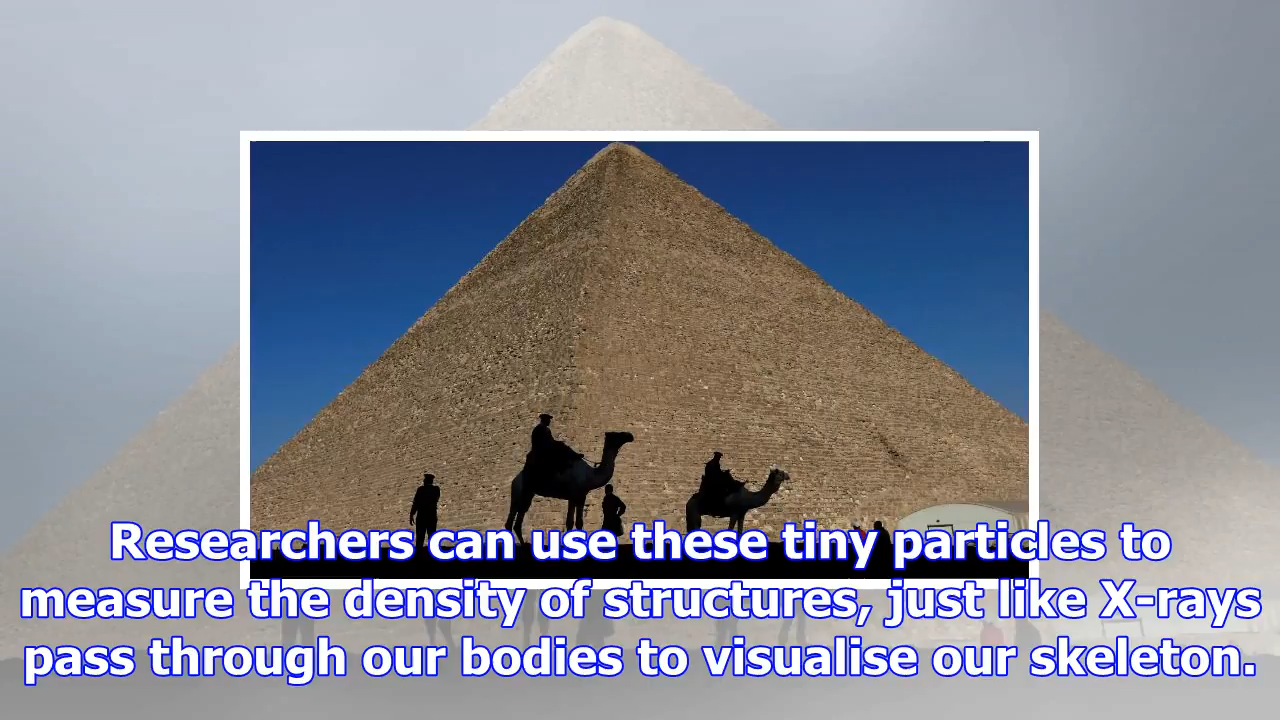 Researchers can use these tiny particles to
measure the density of structures, just like X-rays
pass through our bodies to visualise our skeleton.